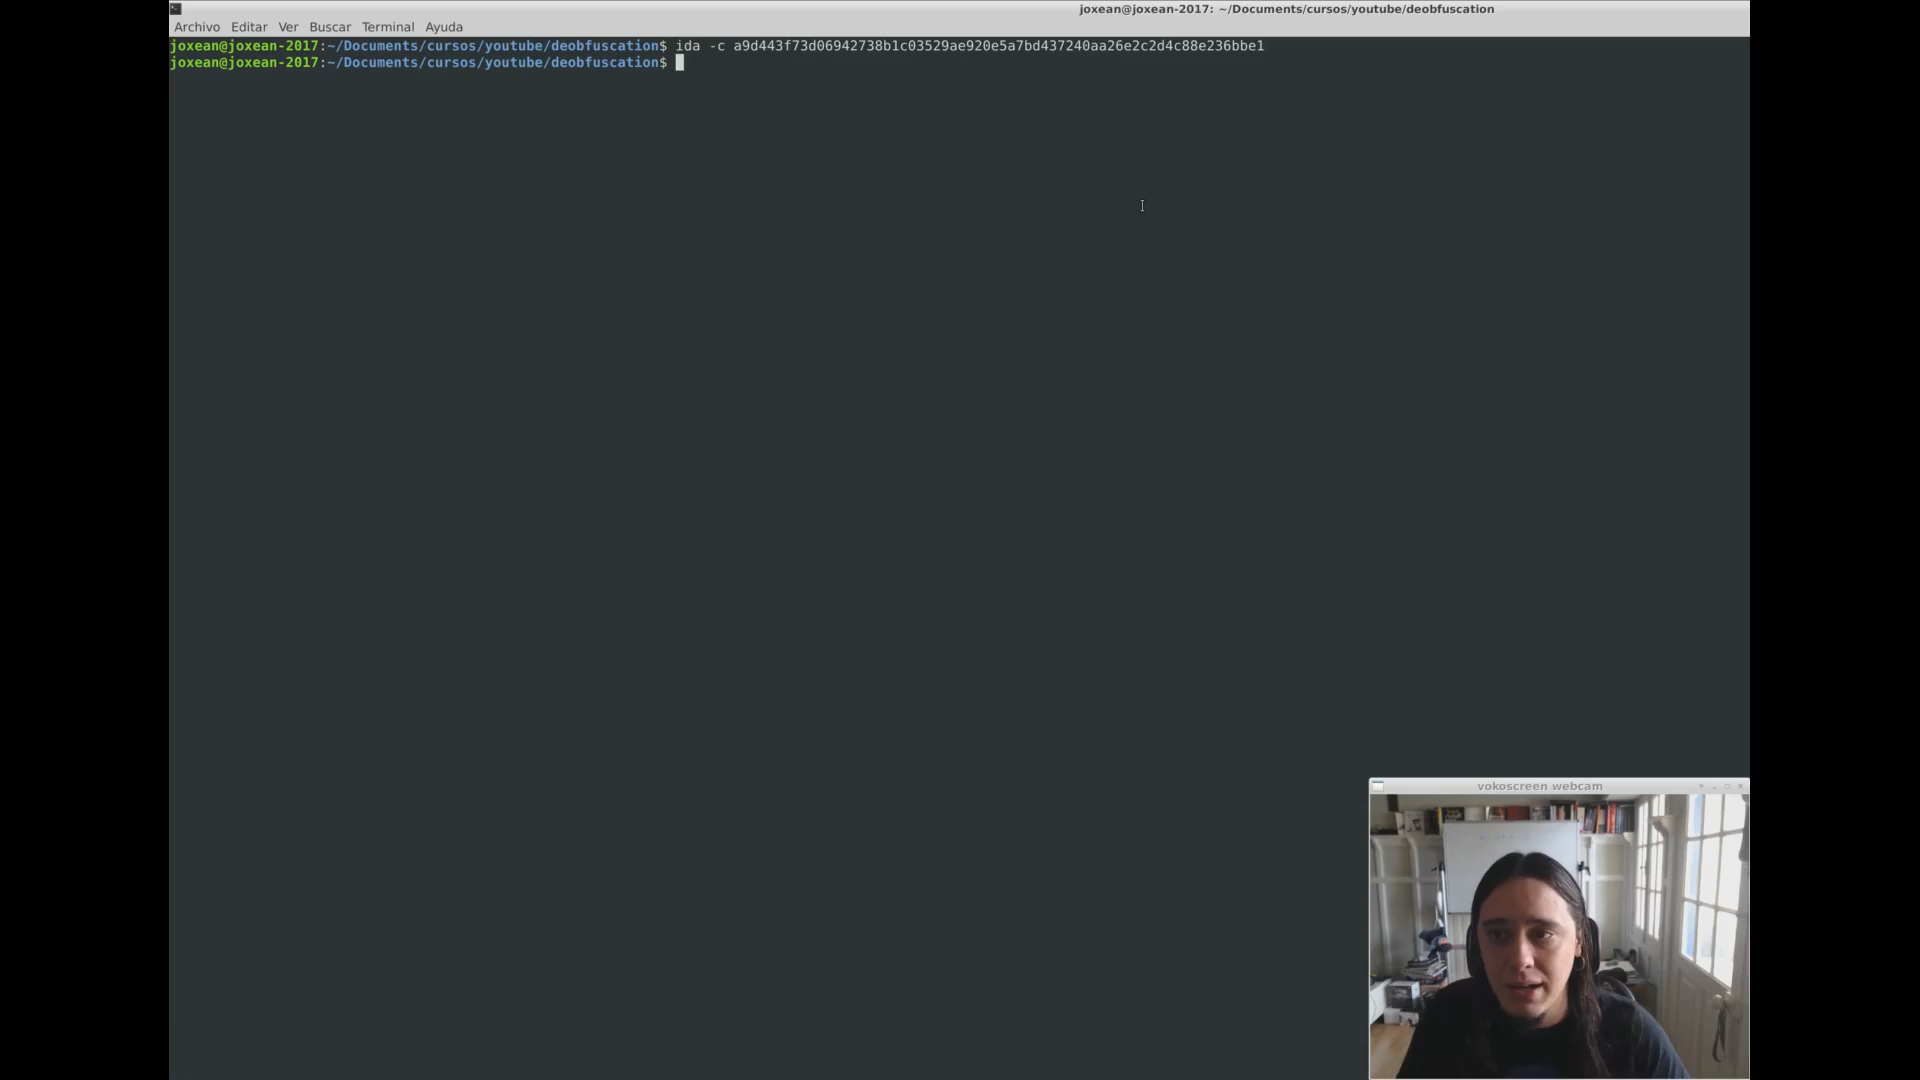 joxean@joxean-2017: ~/Documents/cursos/youtube/deobfuscation
Archivo Editar Ver Buscar Terminal Ayuda
joxean@joxean-2017:~/Documents/cursos/youtube/deobfuscation$ ida -c a9d443f73d06942738b1c03529ae920e5a7bd437240aa26e2c2d4c88e236bbe1
joxean@joxean-2017:~/Documents/cursos/youtube/deobfuscation$
vokoscreen webcam